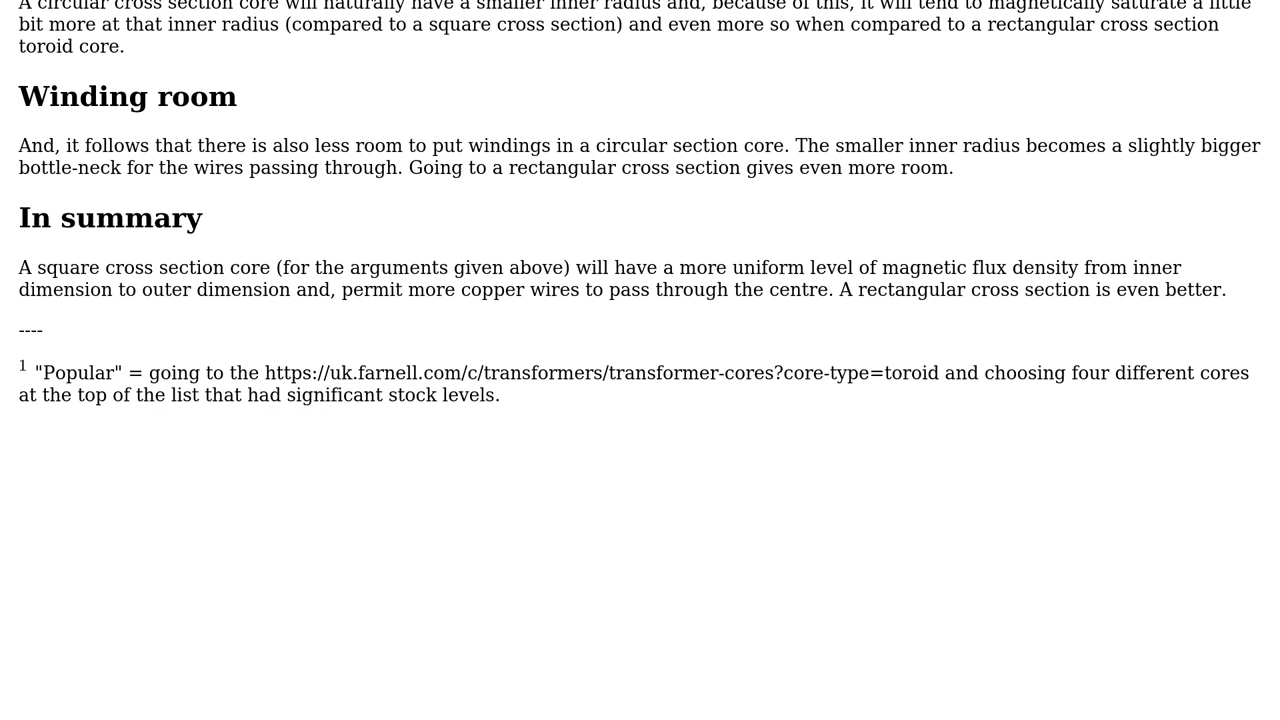 A circular cross section core will naturally have a smaller inner radius and, because of this, it will tend to magnetically saturate a little
bit more at that inner radius (compared to a square cross section) and even more so when compared to a rectangular cross section
toroid core.
Winding room
And, it follows that there is also less room to put windings in a circular section core. The smaller inner radius becomes a slightly bigger
bottle-neck for the wires passing through. Going to a rectangular cross section gives even more room.
In summary
A square cross section core (for the arguments given above) will have a more uniform level of magnetic flux density from inner
dimension to outer dimension and, permit more copper wires to pass through the centre. A rectangular cross section is even better.
----
1 "Popular" = going to the https://uk.farnell.com/c/transformers/transformer-cores?core-type=toroid and choosing four different cores
at the top of the list that had significant stock levels.